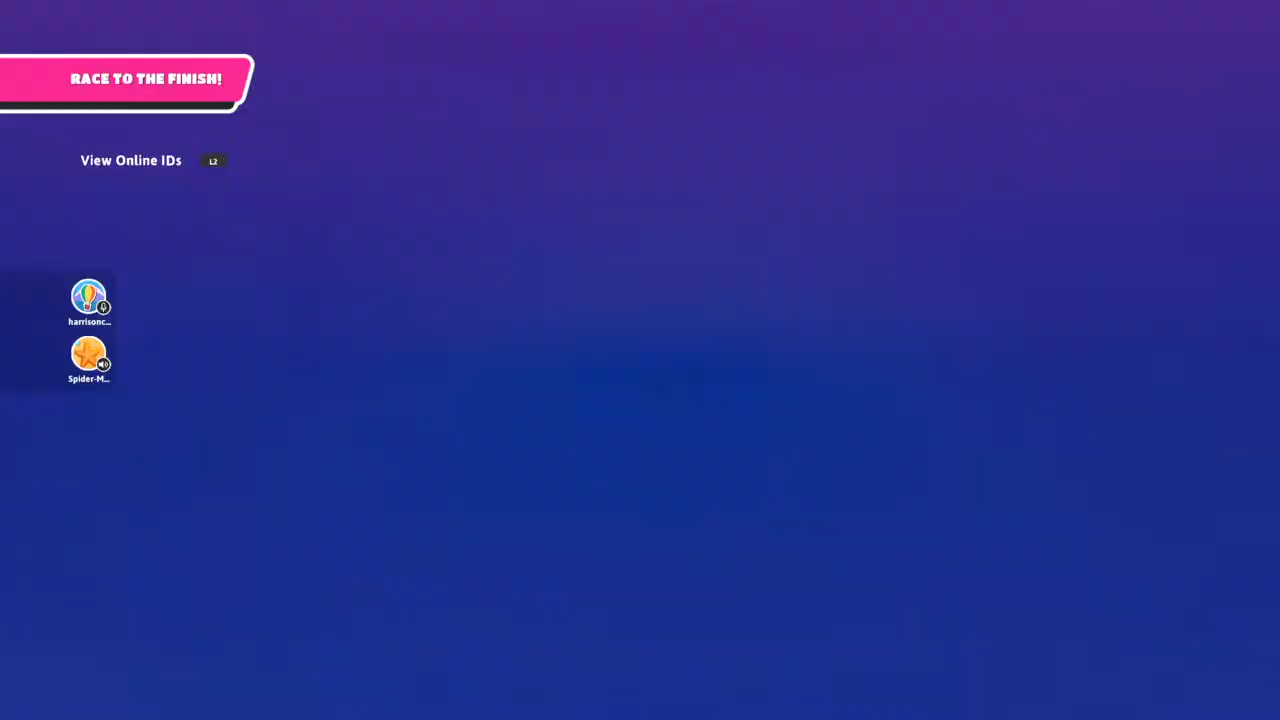 RACE TO THE FINISH!
View Online IDs L2
harrisonc...
Spider-M...